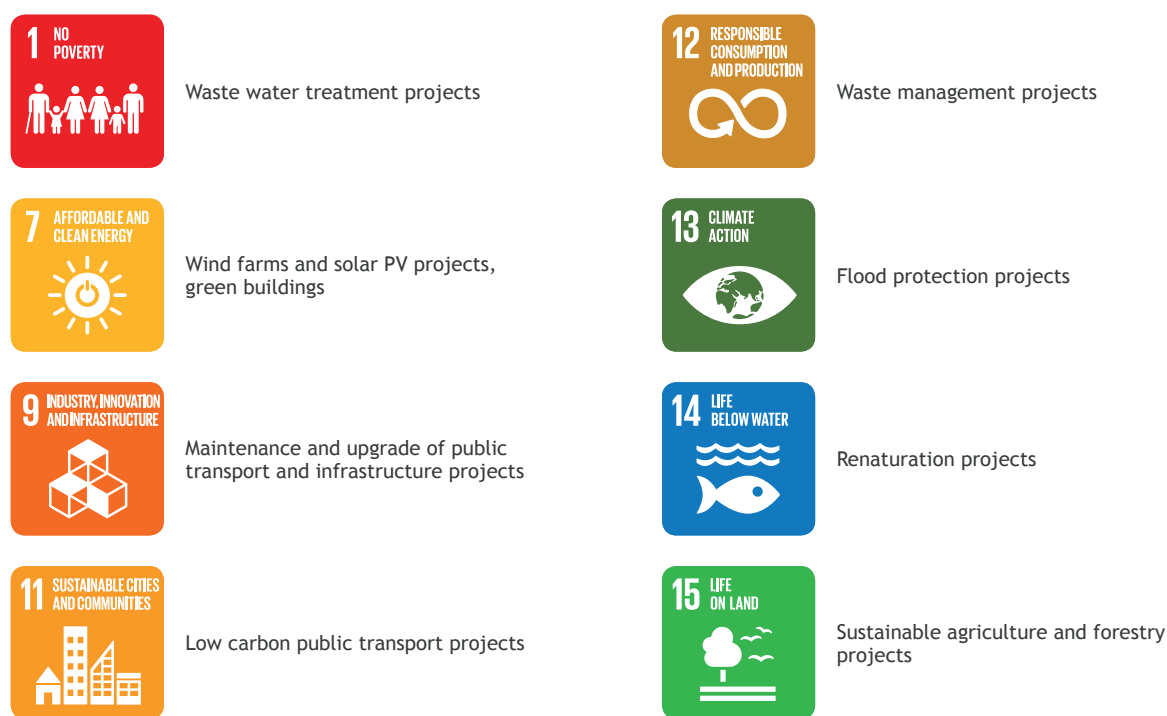 1 NO
POVERTY
Waste water treatment projects
7 AFFORDABLE AND
CLEAN ENERGY
Wind farms and solar PV projects,
green buildings
9 INDUSTRY, INNOVATION
AND INFRASTRUCTURE
Maintenance and upgrade of public
transport and infrastructure projects
11 SUSTAINABLE CITIES
AND COMMUNITIES
Low carbon public transport projects
12 RESPONSIBLE
CONSUMPTION
AND PRODUCTION
Waste management projects
13 CLIMATE
ACTION
Flood protection projects
14 LIFE
BELOW WATER
Renaturation projects
15 LIFE
ON LAND
Sustainable agriculture and forestry
projects